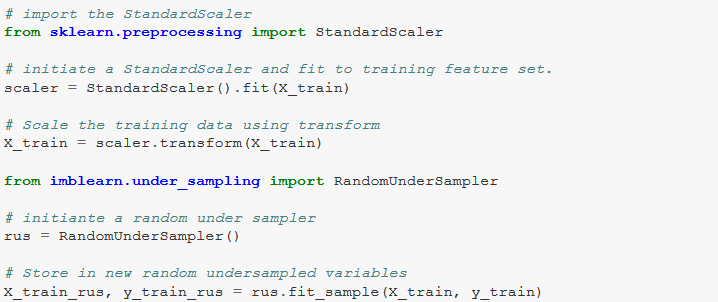 # import the StandardScaler
from sklearn.preprocessing import StandardScaler
# initiate a StandardScaler and fit to training feature set.
scaler = StandardScaler().fit(X_train)
# Scale the training data using transform
X_train = scaler.transform(X_train)
from imblearn.under_sampling import RandomUnderSampler
# initiante a random under sampler
rus = RandomUnderSampler()
# Store in new random undersampled variables
X_train_rus, y_train_rus = rus.fit_sample(X_train, y_train)